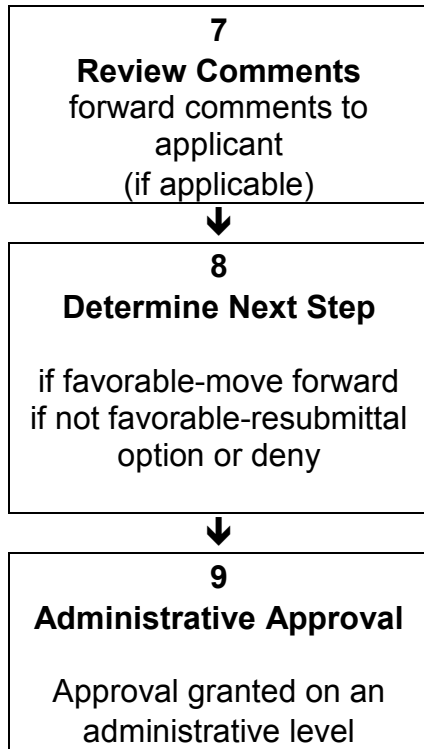 7
Review Comments
forward comments to
applicant
(if applicable)
8
Determine Next Step
if favorable-move forward
if not favorable-resubmittal
option or deny
9
Administrative Approval
Approval granted on an
administrative level